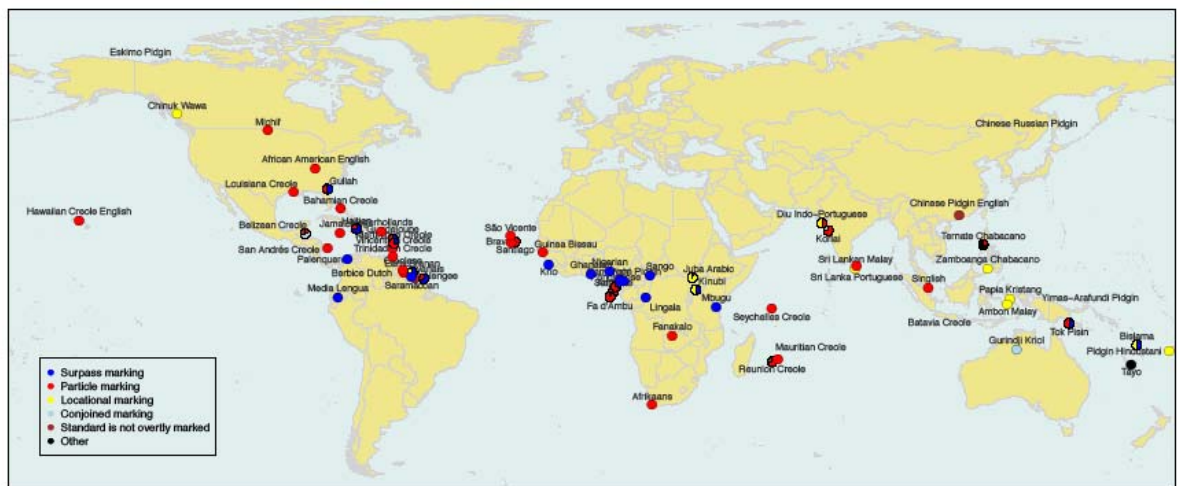 Eskimo Pidgin
Chinuk Wawa
Michif
Chinese Russian Pidgin
African American English
Louisiana Creole
Gullah
Bahamian Creole
Hawaiian Creole English
Belizean Creole
Haitian
San Andrés Creole
Vincentian Creole
Trinidad
Palenquero
Berbice Dutch
Media Lengua
Saramaccan
São Vicente
Brava
Santiago
Guinea Bissau
Krio
Nigerian
Sango
Fa d'Ambu
Lingala
Juba Arabic
Kinubi
Mbugu
Fanakalo
Afrikaans
Seychelles Creole
Mauritian Creole
Reunion Creole
Diu Indo-Portuguese
Korlai
Chinese Pidgin English
Ternate Chabacano
Zamboanga Chabacano
Sri Lankan Malay
Sri Lanka Portuguese
Singlish
Papia Kristang
Ambon Malay
Batavia Creole
Yimas-Arafundi Pidgin
Tok Pisin
Gurindji Kriol
Bislama
Pidgin Hindustani
Tayo
Surpass marking
Particle marking
Locational marking
Conjoined marking
Standard is not overtly marked
Other